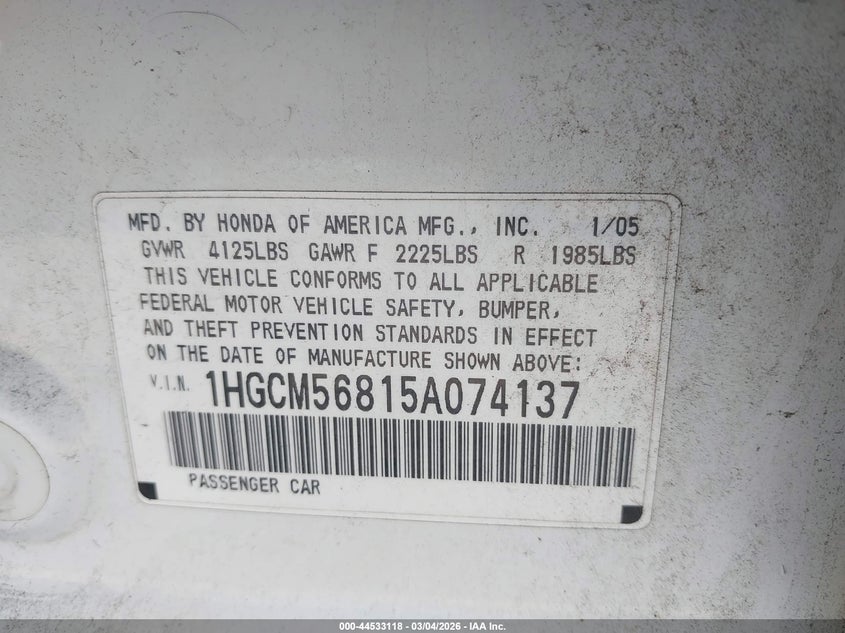 MFD. BY HONDA OF AMERICA MFG., INC. 1/05
GVWR 4125LBS GAWR F 2225LBS R 1985LBS
THIS VEHICLE CONFORMS TO ALL APPLICABLE
FEDERAL MOTOR VEHICLE SAFETY, BUMPER,
AND THEFT PREVENTION STANDARDS IN EFFECT
ON THE DATE OF MANUFACTURE SHOWN ABOVE:
V.I.N. 1HGCM56815A074137
PASSENGER CAR
000-44533118 — 03/04/2026 — IAA Inc.